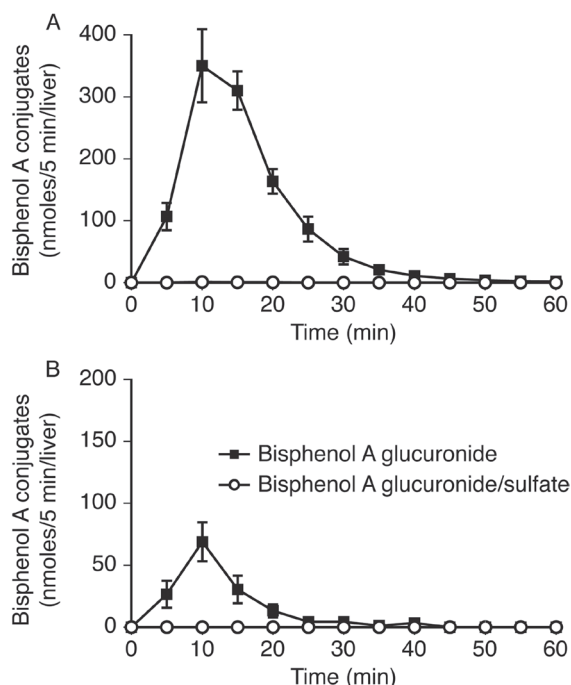 A
Bisphenol A conjugates
(nmoles/5 min/liver)
400
300
200
100
0
0 10 20 30 40 50 60
Time (min)
B
Bisphenol A conjugates
(nmoles/5 min/liver)
200
150
100
50
0
Bisphenol A glucuronide
Bisphenol A glucuronide/sulfate
0 10 20 30 40 50 60
Time (min)